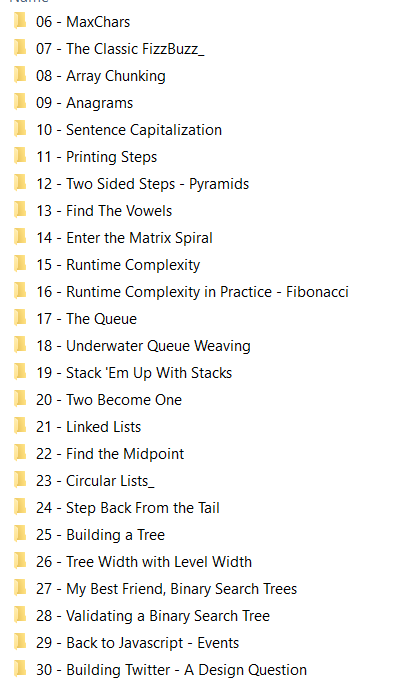 Name
06 - MaxChars
07 - The Classic FizzBuzz_
08 - Array Chunking
09 - Anagrams
10 - Sentence Capitalization
11 - Printing Steps
12 - Two Sided Steps - Pyramids
13 - Find The Vowels
14 - Enter the Matrix Spiral
15 - Runtime Complexity
16 - Runtime Complexity in Practice - Fibonacci
17 - The Queue
18 - Underwater Queue Weaving
19 - Stack 'Em Up With Stacks
20 - Two Become One
21 - Linked Lists
22 - Find the Midpoint
23 - Circular Lists_
24 - Step Back From the Tail
25 - Building a Tree
26 - Tree Width with Level Width
27 - My Best Friend, Binary Search Trees
28 - Validating a Binary Search Tree
29 - Back to Javascript - Events
30 - Building Twitter - A Design Question